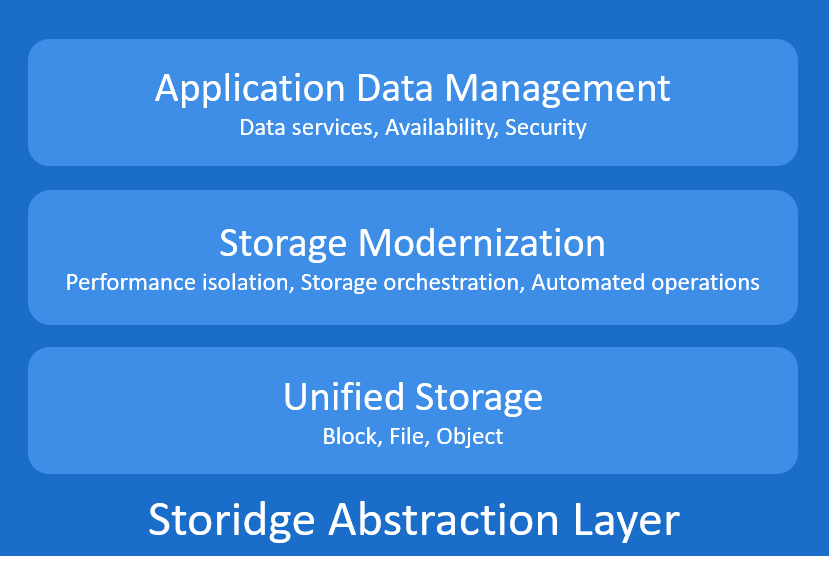 Application Data Management
Data services, Availability, Security
Storage Modernization
Performance isolation, Storage orchestration, Automated operations
Unified Storage
Block, File, Object
Storidge Abstraction Layer